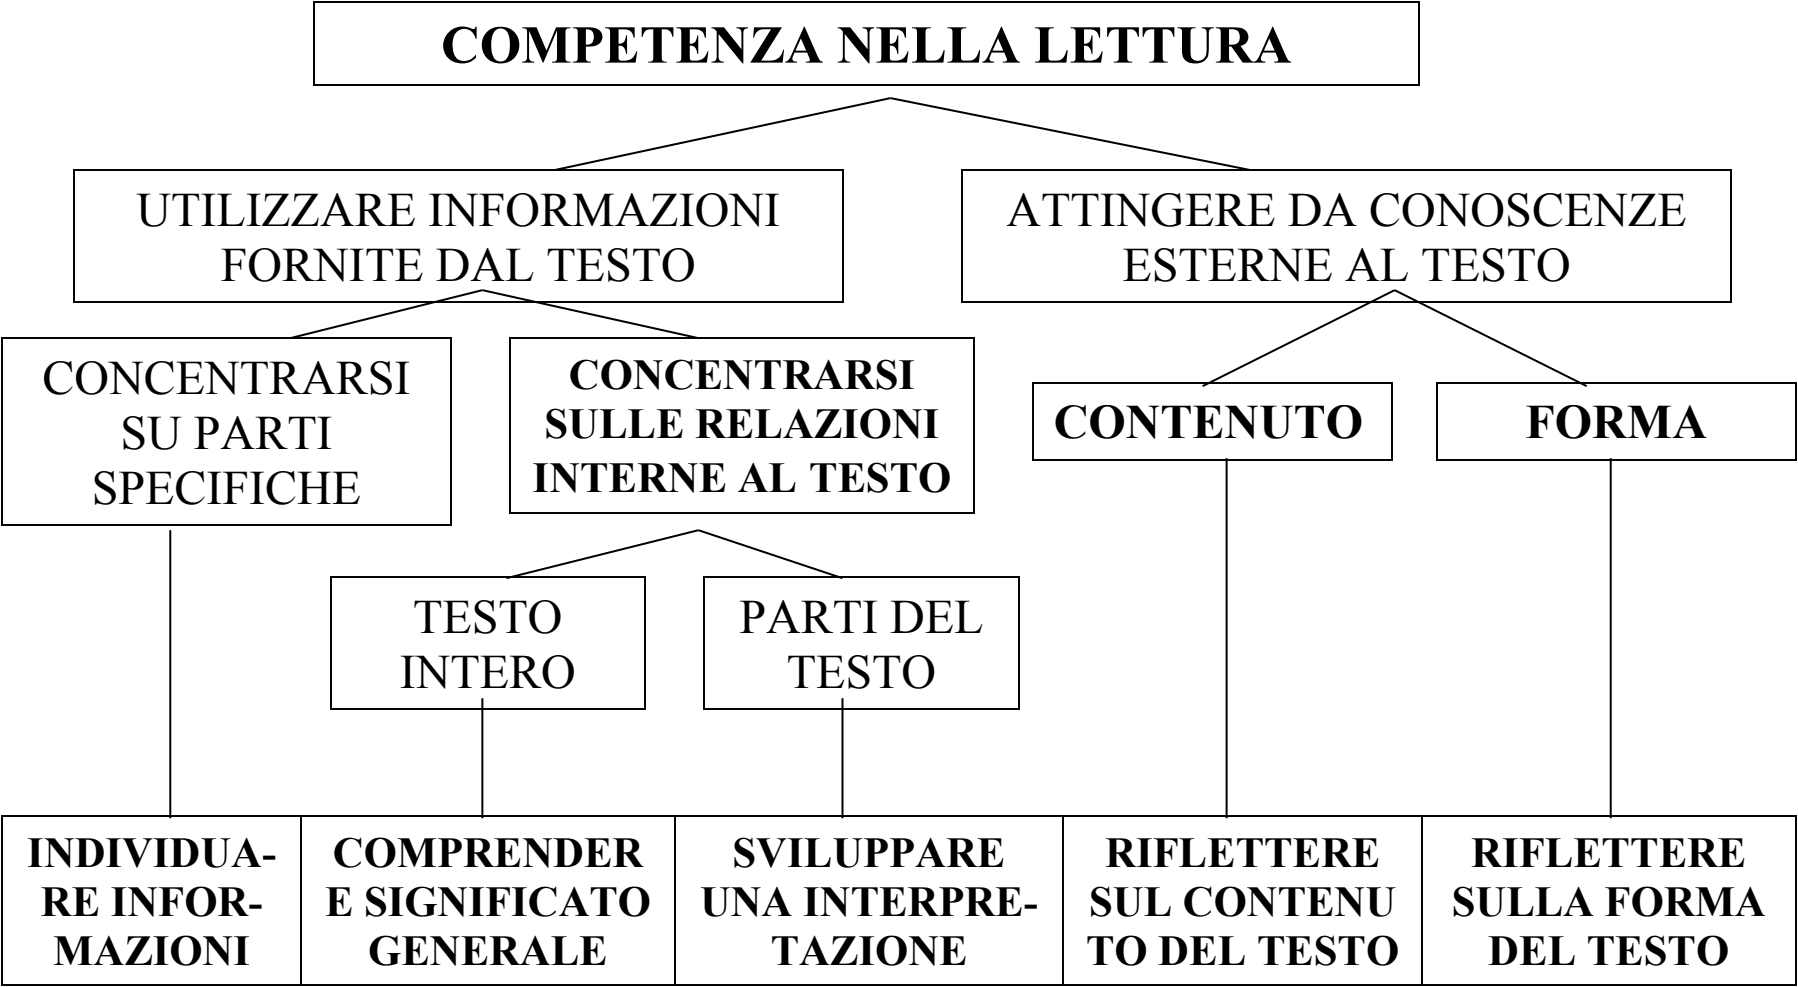 COMPETENZA NELLA LETTURA
UTILIZZARE INFORMAZIONI
FORNITE DAL TESTO
ATTINGERE DA CONOSCENZE
ESTERNE AL TESTO
CONCENTRARSI
SU PARTI
SPECIFICHE
CONCENTRARSI
SULLE RELAZIONI
INTERNE AL TESTO
CONTENUTO
FORMA
TESTO
INTERO
PARTI DEL
TESTO
INDIVIDUA-
RE INFOR-
MAZIONI
COMPRENDER
E SIGNIFICATO
GENERALE
SVILUPPARE
UNA INTERPRE-
TAZIONE
RIFLETTERE
SUL CONTENU
TO DEL TESTO
RIFLETTERE
SULLA FORMA
DEL TESTO